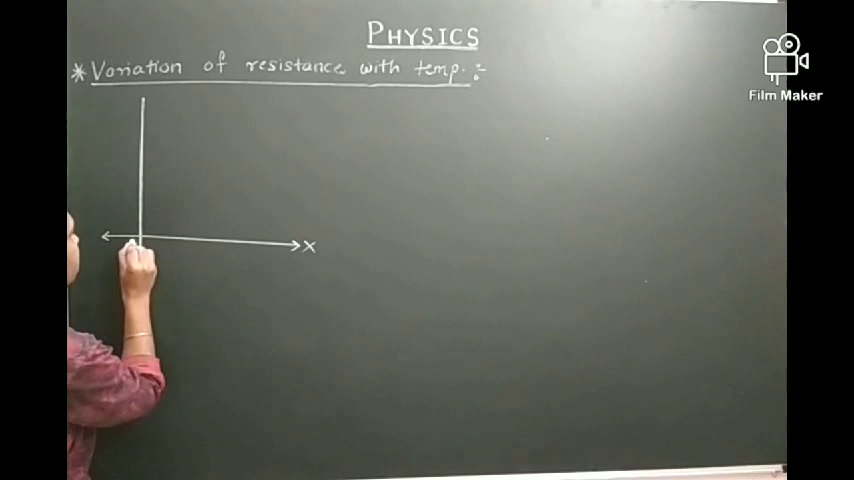 PHYSICS
* Variation of resistance with temp. :-
X
Film Maker